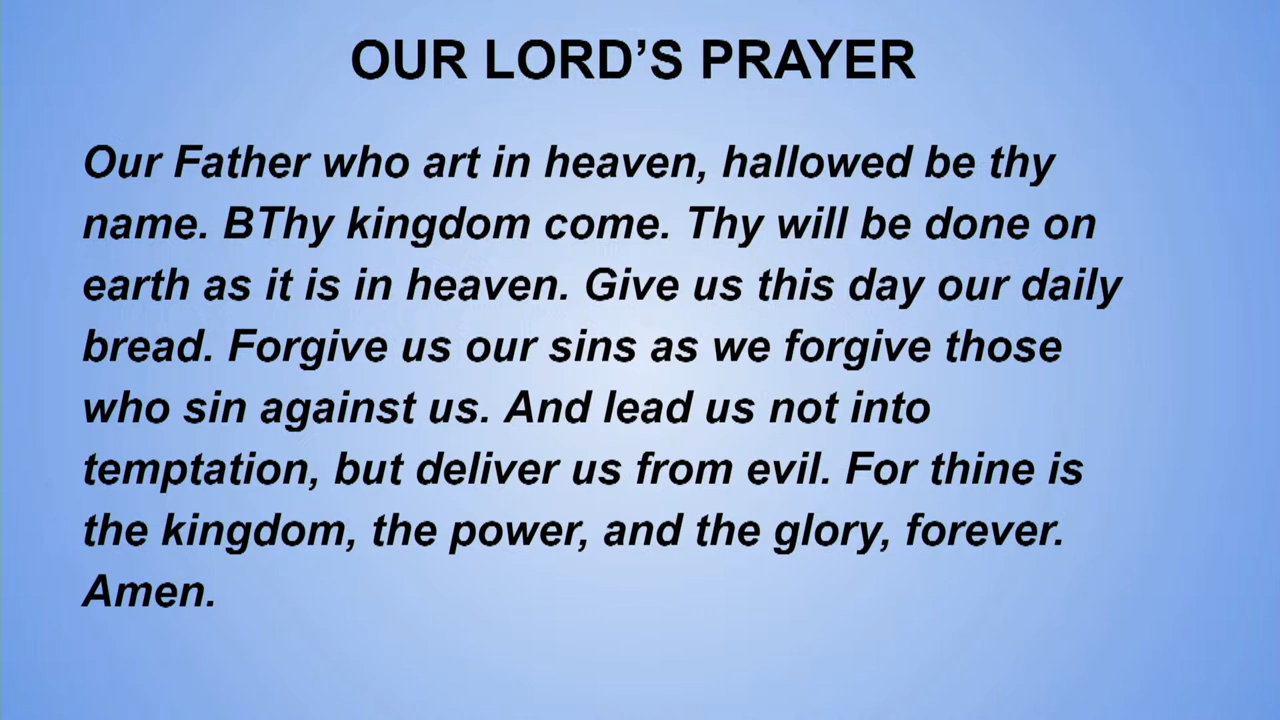 OUR LORD’S PRAYER
Our Father who art in heaven, hallowed be thy
name. BThy kingdom come. Thy will be done on
earth as it is in heaven. Give us this day our daily
bread. Forgive us our sins as we forgive those
who sin against us. And lead us not into
temptation, but deliver us from evil. For thine is
the kingdom, the power, and the glory, forever.
Amen.